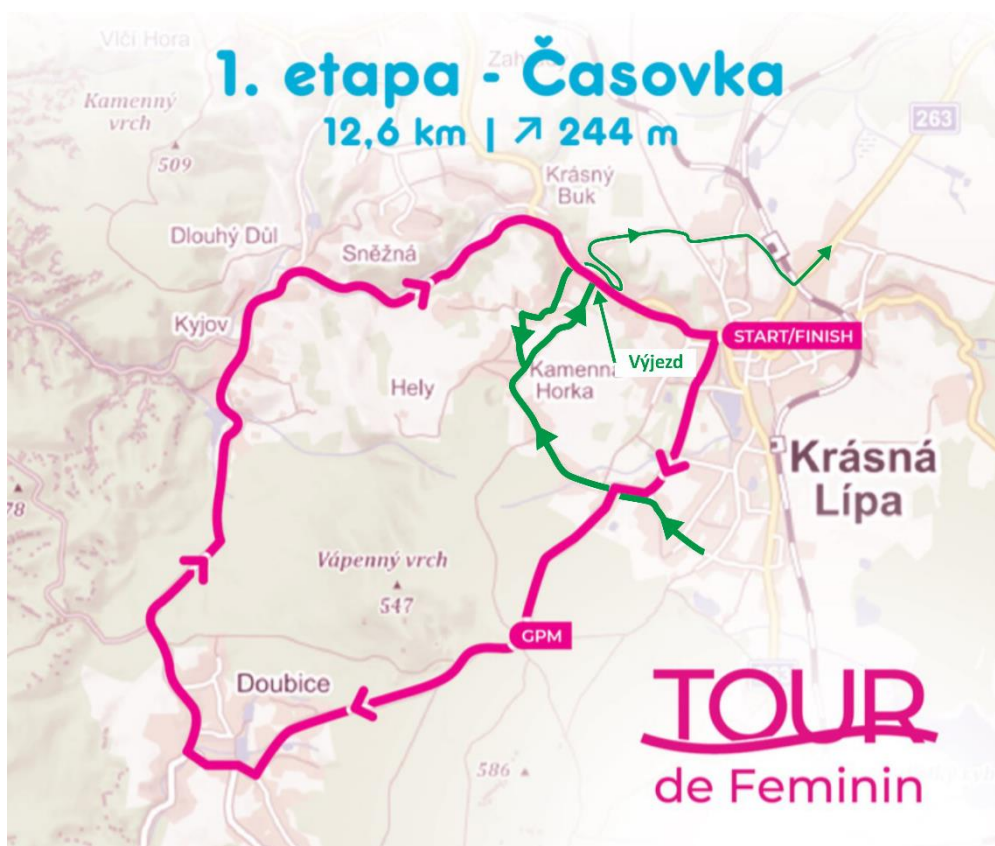 Vlčí Hora
1. etapa - Časovka
12,6 km | ↗ 244 m
Kamenný
vrch
509
263
Krásný
Buk
Dlouhý Důl
Sněžná
Kyjov
START/FINISH
Výjezd
Kamenná
Horka
Hely
Krásná
Lípa
78
Vápenný vrch
547
GPM
Doubice
586
TOUR
de Feminin